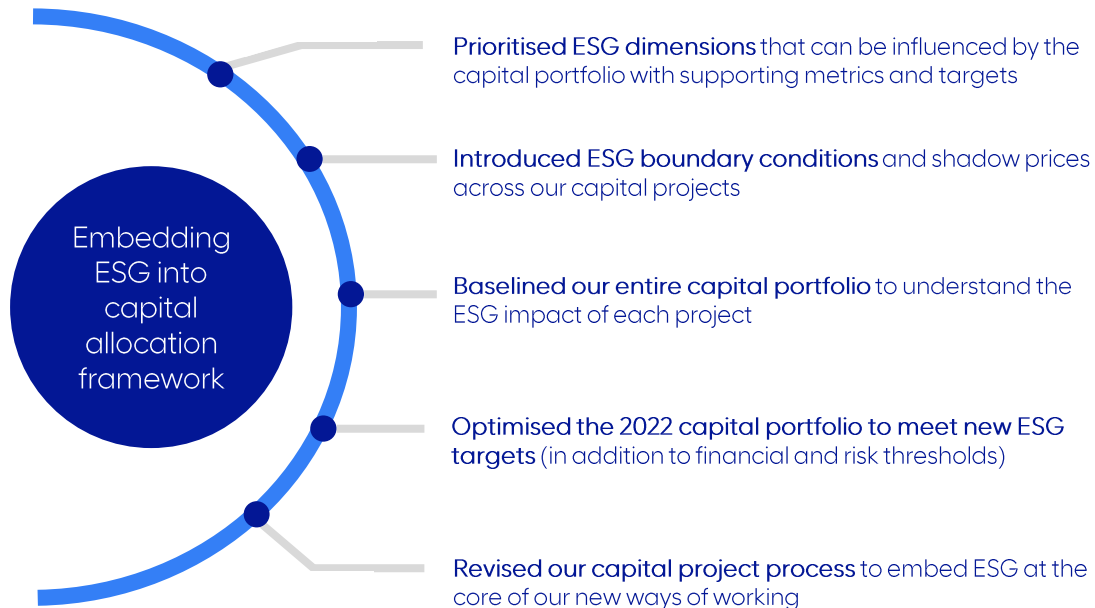 Embedding
ESG into
capital
allocation
framework
Prioritised ESG dimensions that can be influenced by the
capital portfolio with supporting metrics and targets
Introduced ESG boundary conditions and shadow prices
across our capital projects
Baselined our entire capital portfolio to understand the
ESG impact of each project
Optimised the 2022 capital portfolio to meet new ESG
targets (in addition to financial and risk thresholds)
Revised our capital project process to embed ESG at the
core of our new ways of working